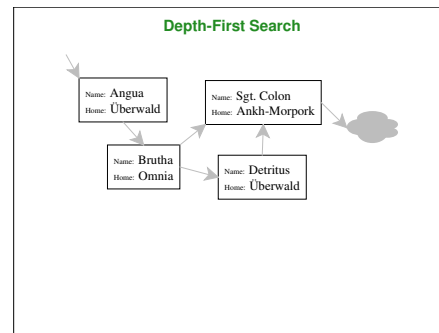 Depth-First Search
Name: Angua
Home: Überwald
Name: Sgt. Colon
Home: Ankh-Morpork
Name: Brutha
Home: Omnia
Name: Detritus
Home: Überwald